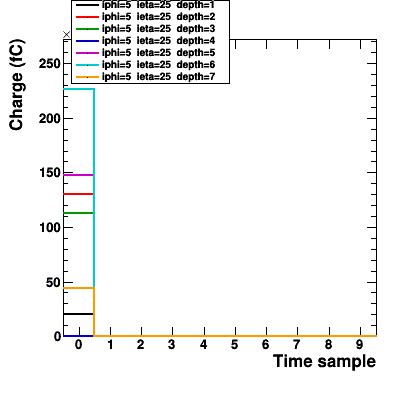 iphi=5 ieta=25 depth=1
iphi=5 ieta=25 depth=2
iphi=5 ieta=25 depth=3
iphi=5 ieta=25 depth=4
iphi=5 ieta=25 depth=5
iphi=5 ieta=25 depth=6
iphi=5 ieta=25 depth=7
Charge (fC)
250
200
150
100
50
0
0 1 2 3 4 5 6 7 8 9
Time sample